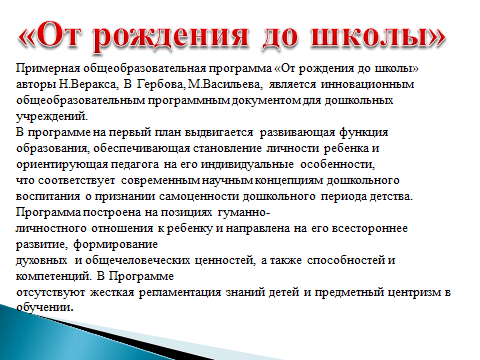 «От рождения до школы»
Примерная общеобразовательная программа «От рождения до школы»
авторы Н.Веракса, В Гербова, М.Васильева, является инновационным
общеобразовательным программным документом для дошкольных
учреждений.
В программе на первый план выдвигается развивающая функция
образования, обеспечивающая становление личности ребенка и
ориентирующая педагога на его индивидуальные особенности,
что соответствует современным научным концепциям дошкольного
воспитания о признании самоценности дошкольного периода детства.
Программа построена на позициях гуманно-
личностного отношения к ребенку и направлена на его всестороннее
развитие, формирование
духовных и общечеловеческих ценностей, а также способностей и
компетенций. В Программе
отсутствуют жесткая регламентация знаний детей и предметный центризм в
обучении.